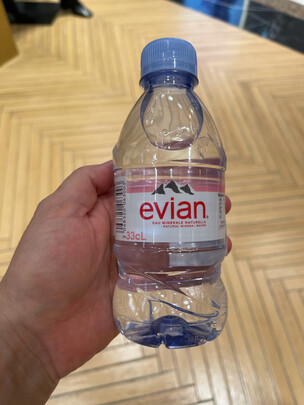 evian.
EAU MINERALE NATURELLE
NATURAL MINERAL WATER
33cL